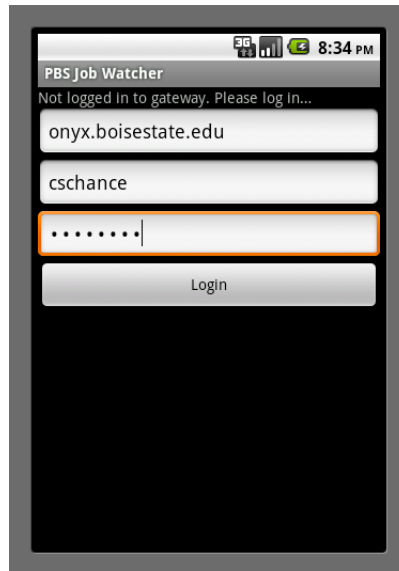 3G 8:34 PM
PBS Job Watcher
Not logged in to gateway. Please log in...
onyx.boisestate.edu
cschance
••••••••
Login